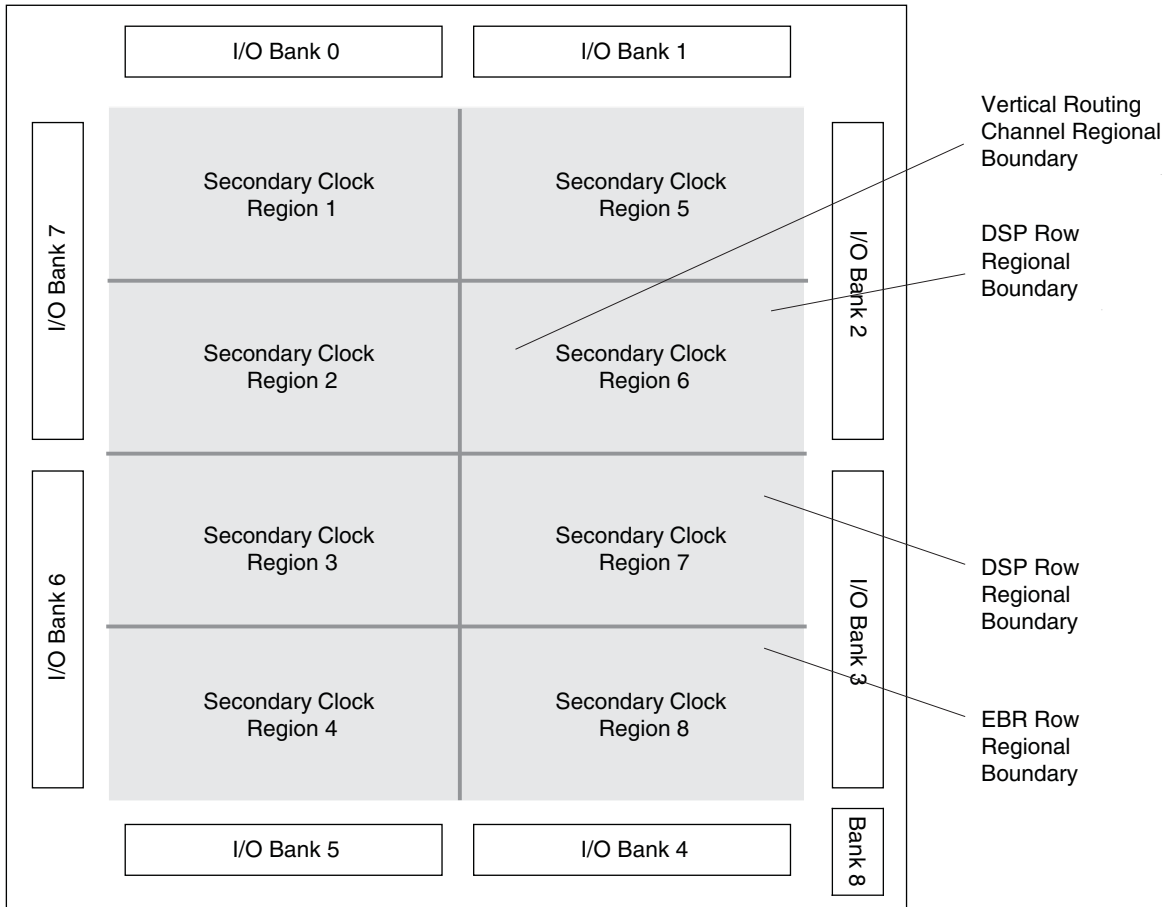 I/O Bank 0
I/O Bank 1
Vertical Routing
Channel Regional
Boundary
I/O Bank 7
Secondary Clock
Region 1
Secondary Clock
Region 5
I/O Bank 2
DSP Row
Regional
Boundary
Secondary Clock
Region 2
Secondary Clock
Region 6
I/O Bank 6
Secondary Clock
Region 3
Secondary Clock
Region 7
I/O Bank 3
DSP Row
Regional
Boundary
Secondary Clock
Region 4
Secondary Clock
Region 8
EBR Row
Regional
Boundary
I/O Bank 5
I/O Bank 4
Bank 8